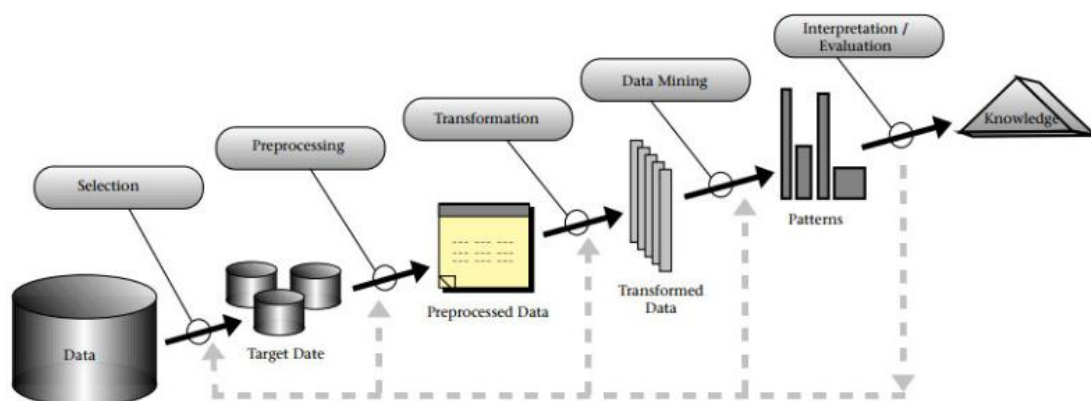 Interpretation /
Evaluation
Data Mining
Transformation
Preprocessing
Selection
Knowledge
Patterns
Transformed
Data
Preprocessed Data
Target Date
Data